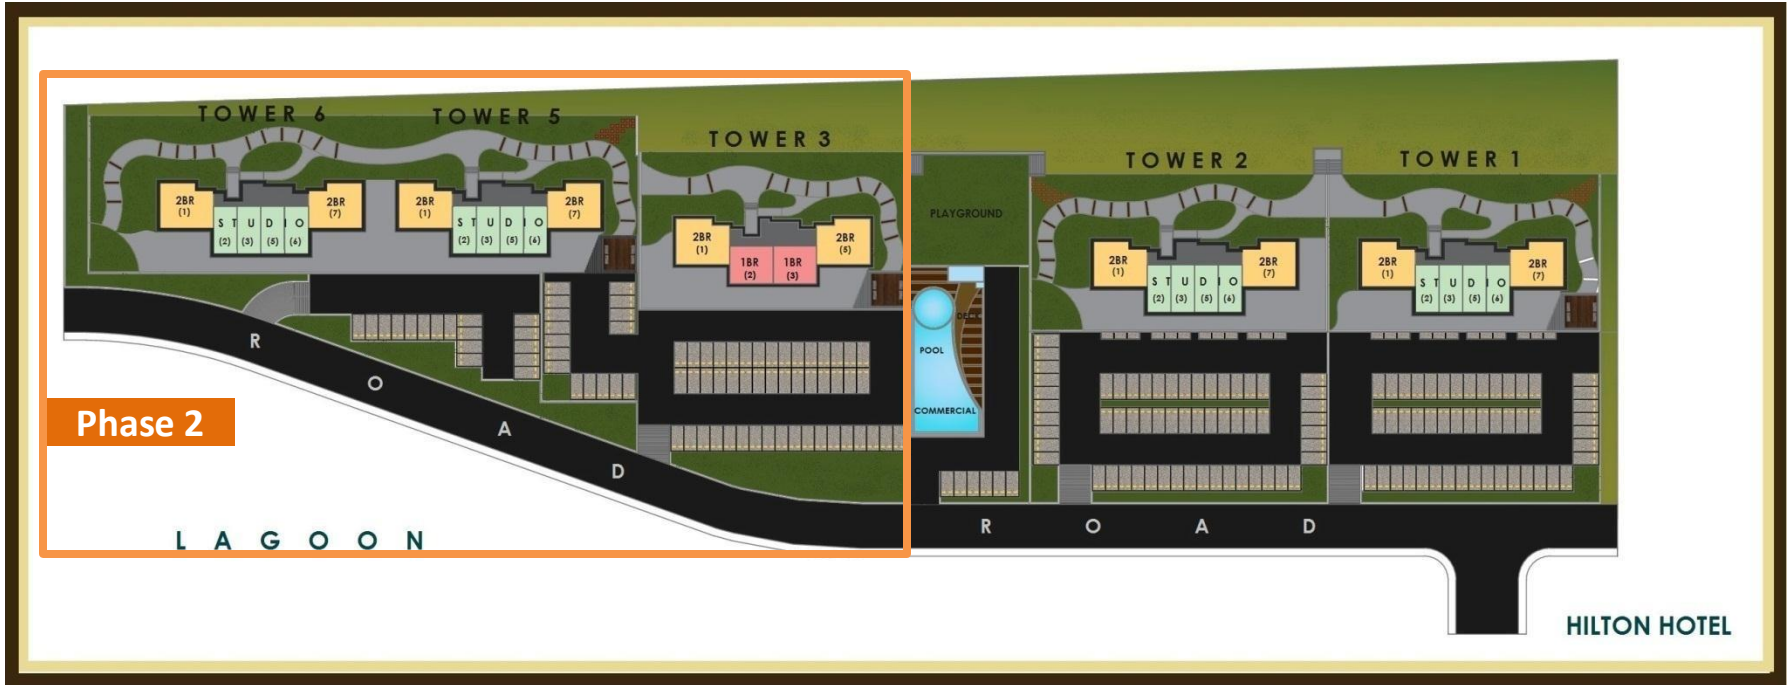 TOWER 6
TOWER 5
TOWER 3
TOWER 2
TOWER 1
2BR
(1)
STUDIO
(2) (3) (5) (6)
2BR
(7)
2BR
(1)
STUDIO
(2) (3) (5) (6)
2BR
(7)
2BR
(1)
1BR
(2)
1BR
(3)
2BR
(5)
PLAYGROUND
2BR
(1)
STUDIO
(2) (3) (5) (6)
2BR
(7)
2BR
(1)
STUDIO
(2) (3) (5) (6)
2BR
(7)
DECK
POOL
COMMERCIAL
ROAD
Phase 2
LAGOON
ROAD
HILTON HOTEL